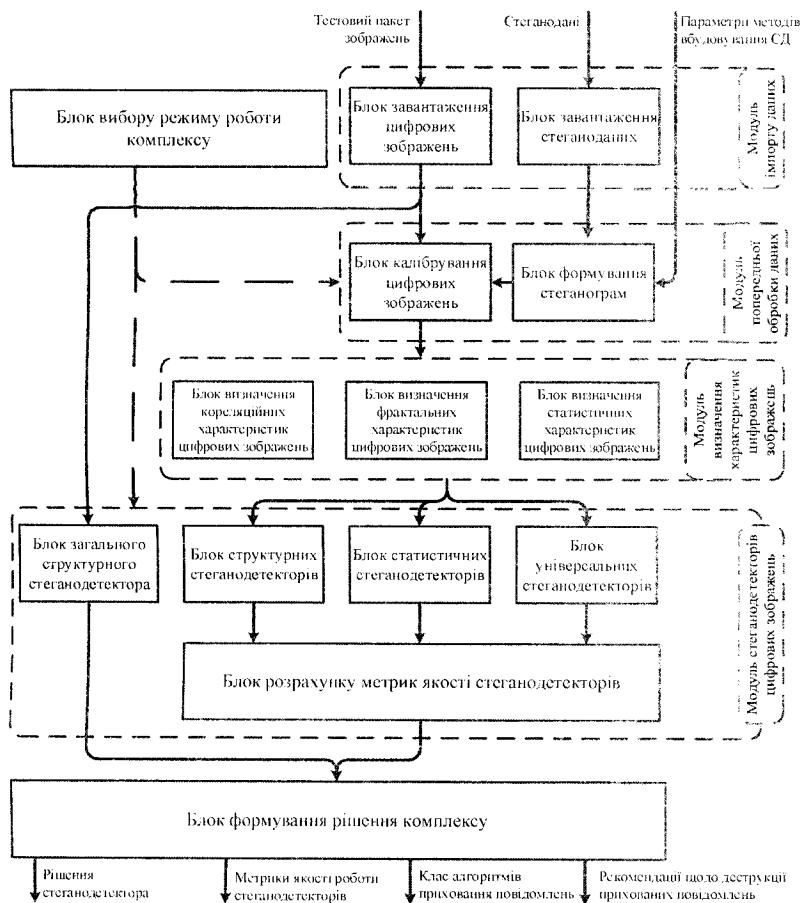 Тестовий пакет
зображень
Стеганодані
Параметри методів
вбудовування СД
Блок вибору режиму роботи
комплексу
Блок завантаження
цифрових
зображень
Блок завантаження
стеганоданих
Модуль
імпорту даних
Блок калібрування
цифрових
зображень
Блок формування
стеганограм
Модуль
попередньої
обробки даних
Блок визначення
кореляційних
характеристик
цифрових зображень
Блок визначення
фрактальних
характеристик
цифрових зображень
Блок визначення
статистичних
характеристик
цифрових зображень
Модуль
визначення
характеристик
цифрових
зображень
Блок загального
структурного
стеганодетектора
Блок структурних
стеганодетекторів
Блок статистичних
стеганодетекторів
Блок
універсальних
стеганодетекторів
Модуль стеганодетекторів
цифрових зображень
Блок розрахунку метрик якості стеганодетекторів
Блок формування рішення комплексу
Рішення
стеганодетектора
Метрики якості роботи
стеганодетекторів
Клас алгоритмів
приховання повідомлень
Рекомендації щодо деструкції
прихованих повідомлень